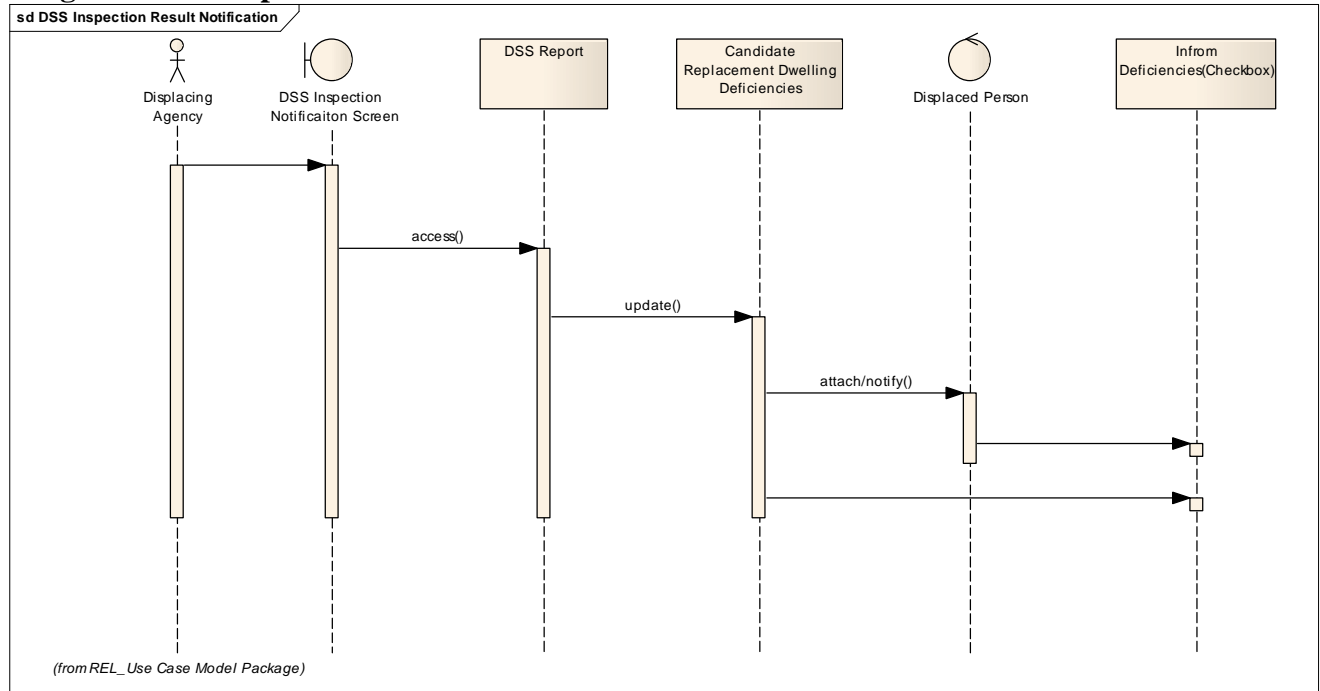 sd DSS Inspection Result Notification
Displacing
Agency
DSS Inspection
Notificaiton Screen
DSS Report
Candidate
Replacement Dwelling
Deficiencies
Displaced Person
Infrom
Deficiencies(Checkbox)
access()
update()
attach/notify()
(from REL_Use Case Model Package)